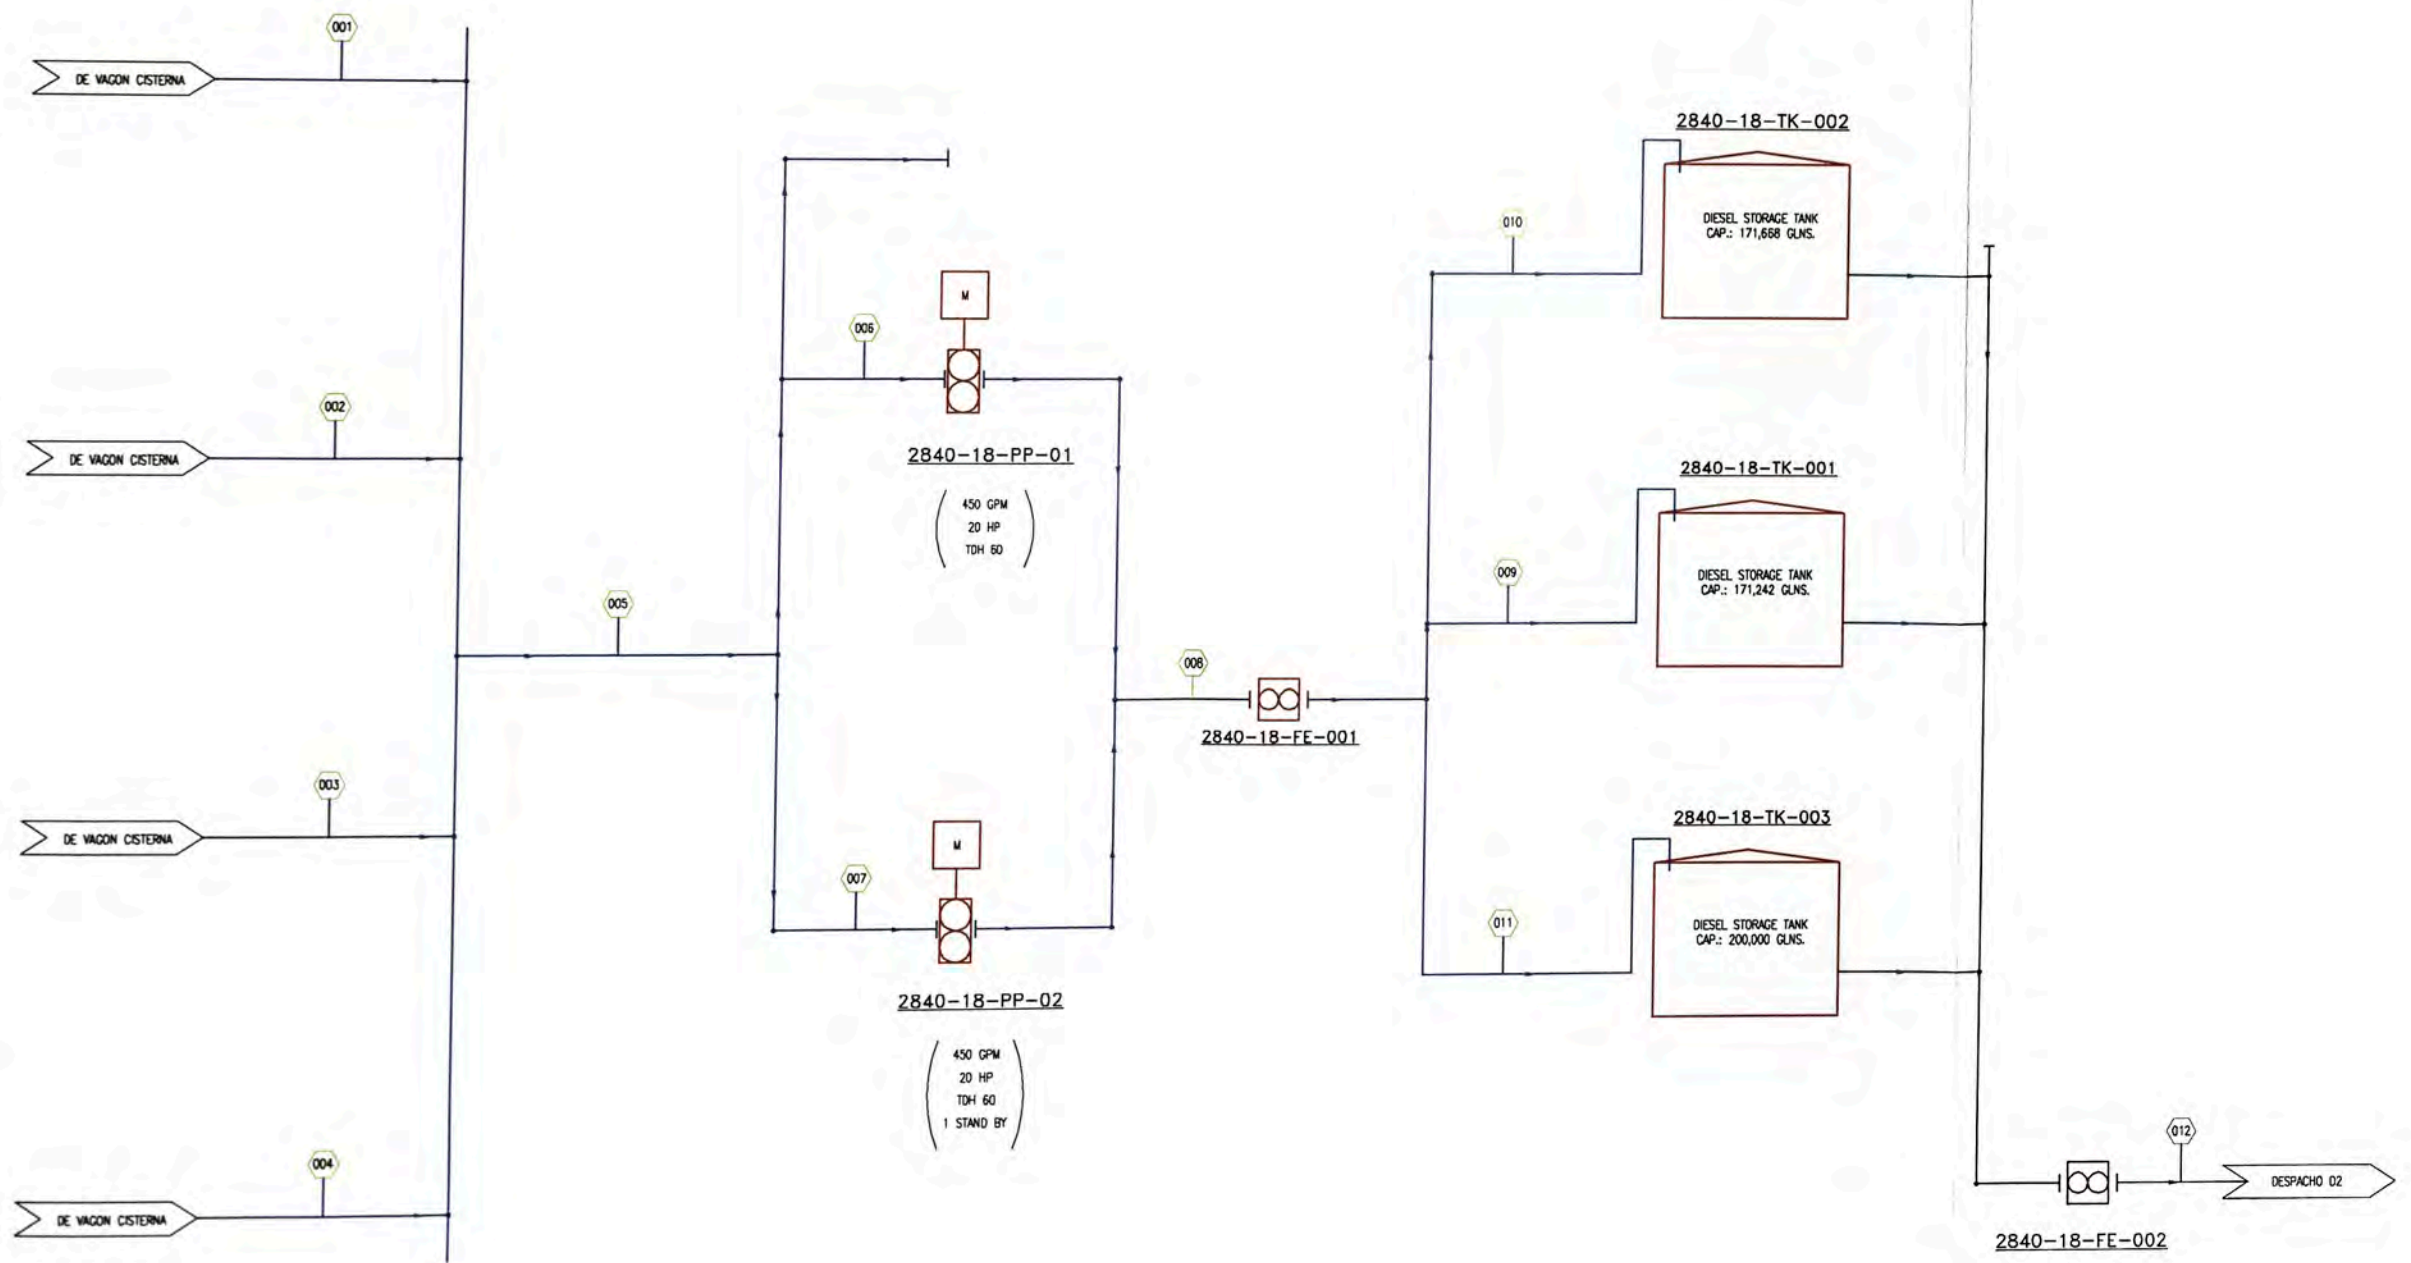 001
DE VAGON CISTERNA
002
DE VAGON CISTERNA
003
DE VAGON CISTERNA
004
DE VAGON CISTERNA
005
006
M
2840-18-PP-01
450 GPM
20 HP
TDH 60
007
M
2840-18-PP-02
450 GPM
20 HP
TDH 60
1 STAND BY
008
2840-18-FE-001
010
2840-18-TK-002
DIESEL STORAGE TANK
CAP.: 171,668 GLNS.
009
2840-18-TK-001
DIESEL STORAGE TANK
CAP.: 171,242 GLNS.
011
2840-18-TK-003
DIESEL STORAGE TANK
CAP.: 200,000 GLNS.
012
DESPACHO 02
2840-18-FE-002